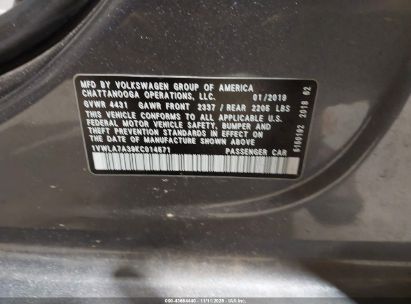 MFD BY VOLKSWAGEN GROUP OF AMERICA
CHATTANOOGA OPERATIONS, LLC. 01/2019
GVWR 4431 GAWR FRONT 2337 / REAR 2205 LBS
THIS VEHICLE CONFORMS TO ALL APPLICABLE U.S.
FEDERAL MOTOR VEHICLE SAFETY, BUMPER AND
THEFT PREVENTION STANDARDS IN EFFECT ON
THE DATE OF MANUFACTURE SHOWN ABOVE.
1VWLA7A39KC014671 PASSENGER CAR